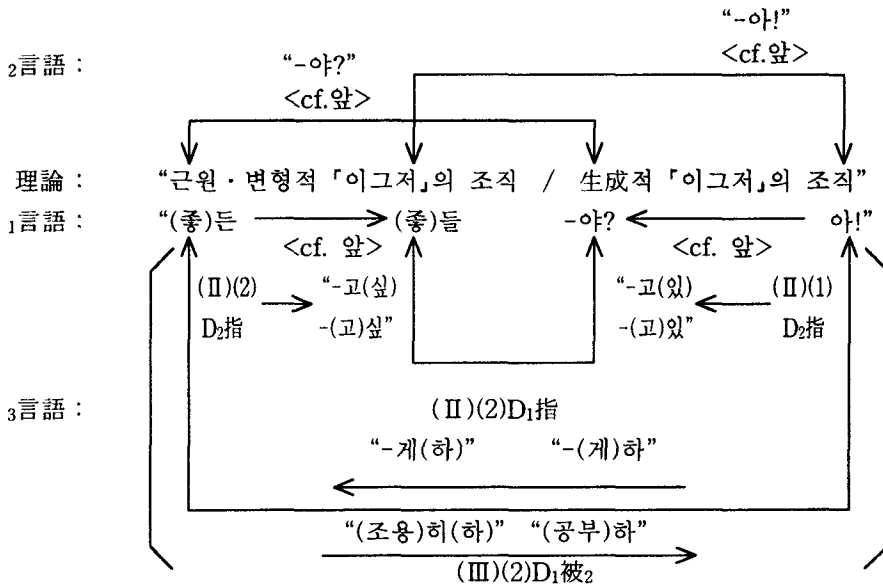 “-아!”
₂言語 : “-야?” <cf.앞>
<cf.앞>
理論 : “근원·변형적 「이그저」의 조직 / 生成적 「이그저」의 조직”
₁言語 : “(좋)든 (좋)들 -야? 아!”
<cf. 앞> <cf. 앞>
(Ⅱ)(2) “-고(싶) “-고(있) (Ⅱ)(1)
D₂指 -(고)싶” -(고)있” D₂指
₃言語 : (Ⅱ)(2)D₁指
“-게(하)” “-(게)하”
“(조용)히(하)” “(공부)하”
(Ⅲ)(2)D₁被₂